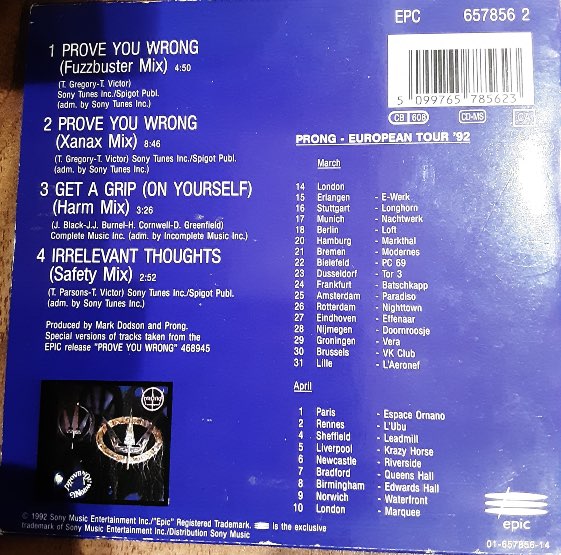 EPC 657856 2
1 PROVE YOU WRONG
(Fuzzbuster Mix) 4:50
(T. Gregory-T. Victor)
Sony Tunes Inc./Spigot Publ.
(adm. by Sony Tunes Inc.)
2 PROVE YOU WRONG
(Xanax Mix) 8:46
(T. Gregory-T. Victor) Sony Tunes Inc./Spigot Publ.
(adm. by Sony Tunes Inc.)
3 GET A GRIP (ON YOURSELF)
(Harm Mix) 3:26
(J. Black-J.J. Burnel-H. Cornwell-D. Greenfield)
Complete Music Inc. (adm. by Incomplete Music Inc.)
4 IRRELEVANT THOUGHTS
(Safety Mix) 2:52
(T. Parsons-T. Victor) Sony Tunes Inc./Spigot Publ.
(adm. by Sony Tunes Inc.)
Produced by Mark Dodson and Prong.
Special versions of tracks taken from the
EPIC release "PROVE YOU WRONG" 468945
5 099765 785623
CB 608 CD-MS
PRONG - EUROPEAN TOUR '92
March
14 London
15 Erlangen - E-Werk
16 Stuttgart - Longhorn
17 Munich - Nachtwerk
18 Berlin - Loft
20 Hamburg - Markthal
21 Bremen - Modernes
22 Bielefeld - PC 69
23 Dusseldorf - Tor 3
24 Frankfurt - Batschkapp
25 Amsterdam - Paradiso
26 Rotterdam - Nighttown
27 Eindhoven - Effenaar
28 Nijmegen - Doornroosje
29 Groningen - Vera
30 Brussels - VK Club
31 Lille - L'Aeronef
April
1 Paris - Espace Ornano
2 Rennes - L'Ubu
4 Sheffield - Leadmill
5 Liverpool - Krazy Horse
6 Newcastle - Riverside
7 Bradford - Queens Hall
8 Birmingham - Edwards Hall
9 Norwich - Waterfront
10 London - Marquee
© 1992 Sony Music Entertainment Inc./"Epic" Registered Trademark. is the exclusive
trademark of Sony Music Entertainment Inc./Distribution Sony Music
epic
01-657856-14